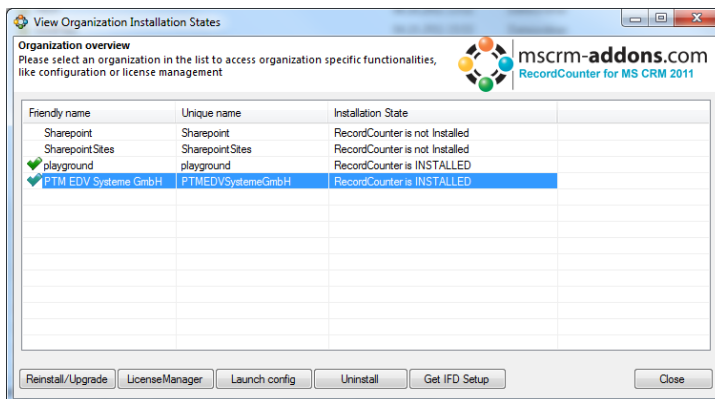 View Organization Installation States
Organization overview
Please select an organization in the list to access organization specific functionalities,
like configuration or license management
mscrm-addons.com
RecordCounter for MS CRM 2011
Friendly name Unique name Installation State
Sharepoint Sharepoint RecordCounter is not Installed
SharepointSites SharepointSites RecordCounter is not Installed
playground playground RecordCounter is INSTALLED
PTM EDV Systeme GmbH PTMEDVSystemeGmbH RecordCounter is INSTALLED
Reinstall/Upgrade LicenseManager Launch config Uninstall Get IFD Setup Close